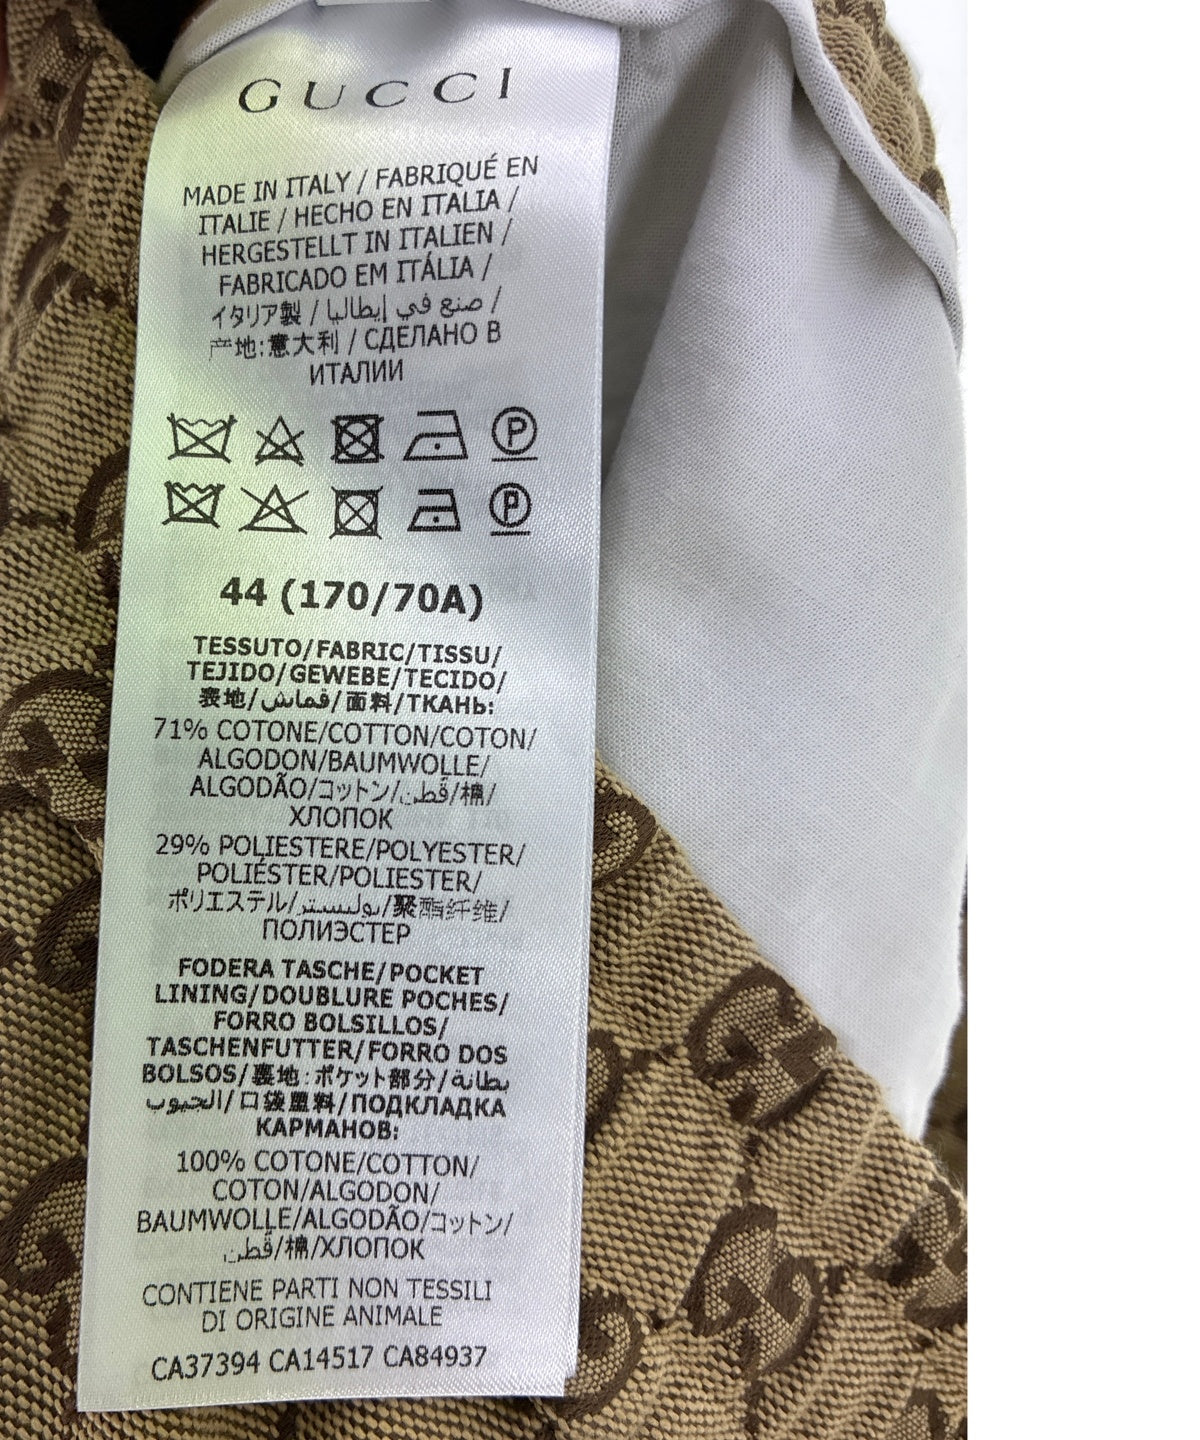 GUCCI
MADE IN ITALY / FABRIQUÉ EN
ITALIE / HECHO EN ITALIA /
HERGESTELLT IN ITALIEN /
FABRICADO EM ITÁLIA /
イタリア製 / صنع في إيطاليا /
产地:意大利 / СДЕЛАНО В
ИТАЛИИ
P
P
44 (170/70A)
TESSUTO/FABRIC/TISSU/
TEJIDO/GEWEBE/TECIDO/
表地/قماش/面料/ТКАНЬ:
71% COTONE/COTTON/COTON/
ALGODON/BAUMWOLLE/
ALGODÃO/コットン/قطن/棉/
ХЛОПОК
29% POLIESTERE/POLYESTER/
POLIÉSTER/POLIESTER/
ポリエステル/بوليستر/聚酯纤维/
ПОЛИЭСТЕР
FODERA TASCHE/POCKET
LINING/DOUBLURE POCHES/
FORRO BOLSILLOS/
TASCHENFUTTER/FORRO DOS
BOLSOS/裏地:ポケット部分/بطانة
الجيوب/口袋里料/ПОДКЛАДКА
КАРМАНОВ:
100% COTONE/COTTON/
COTON/ALGODON/
BAUMWOLLE/ALGODÃO/コットン/
قطن/棉/ХЛОПОК
CONTIENE PARTI NON TESSILI
DI ORIGINE ANIMALE
CA37394 CA14517 CA84937